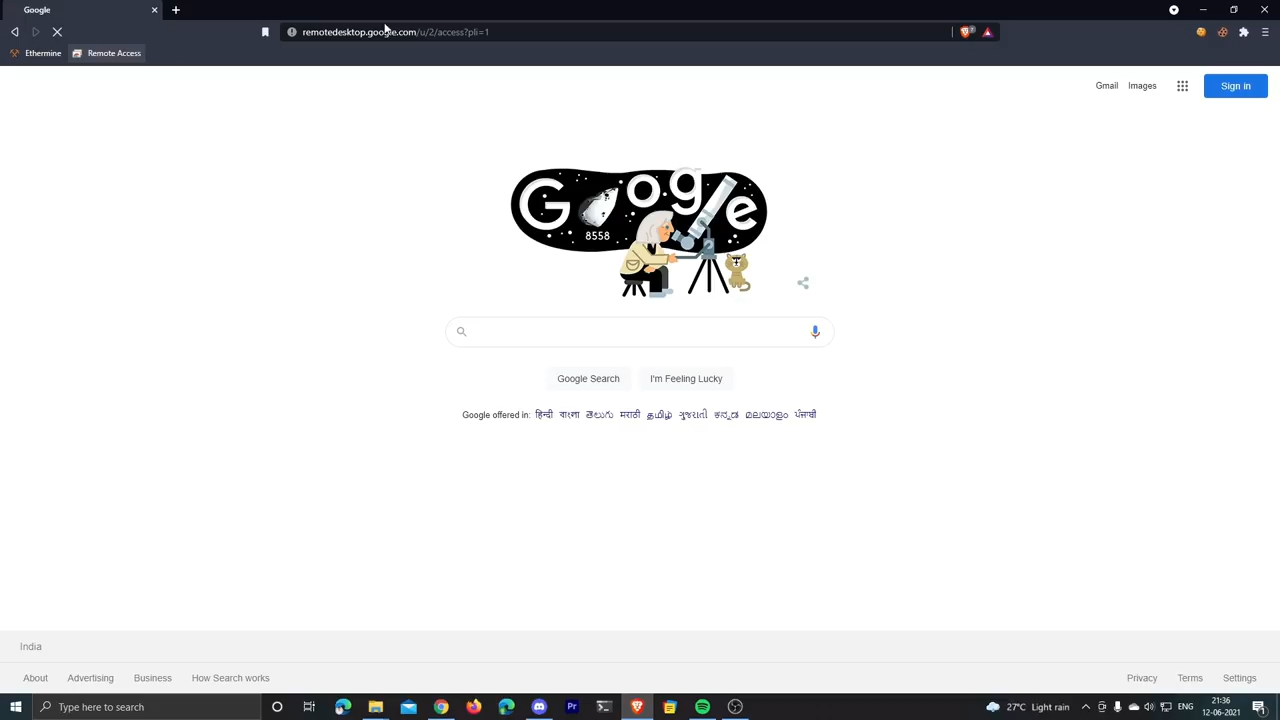 Google
remotedesktop.google.com/u/2/access?pli=1
Ethermine
Remote Access
Gmail
Images
Sign in
Google
8558
Google Search
I'm Feeling Lucky
Google offered in: हिन्दी বাংলা తెలుగు मराठी தமிழ் ગુજરાતી ಕನ್ನಡ മലയാളം ਪੰਜਾਬੀ
India
About
Advertising
Business
How Search works
Privacy
Terms
Settings
Type here to search
Pr
27°C Light rain
ENG
21:36
12-06-2021